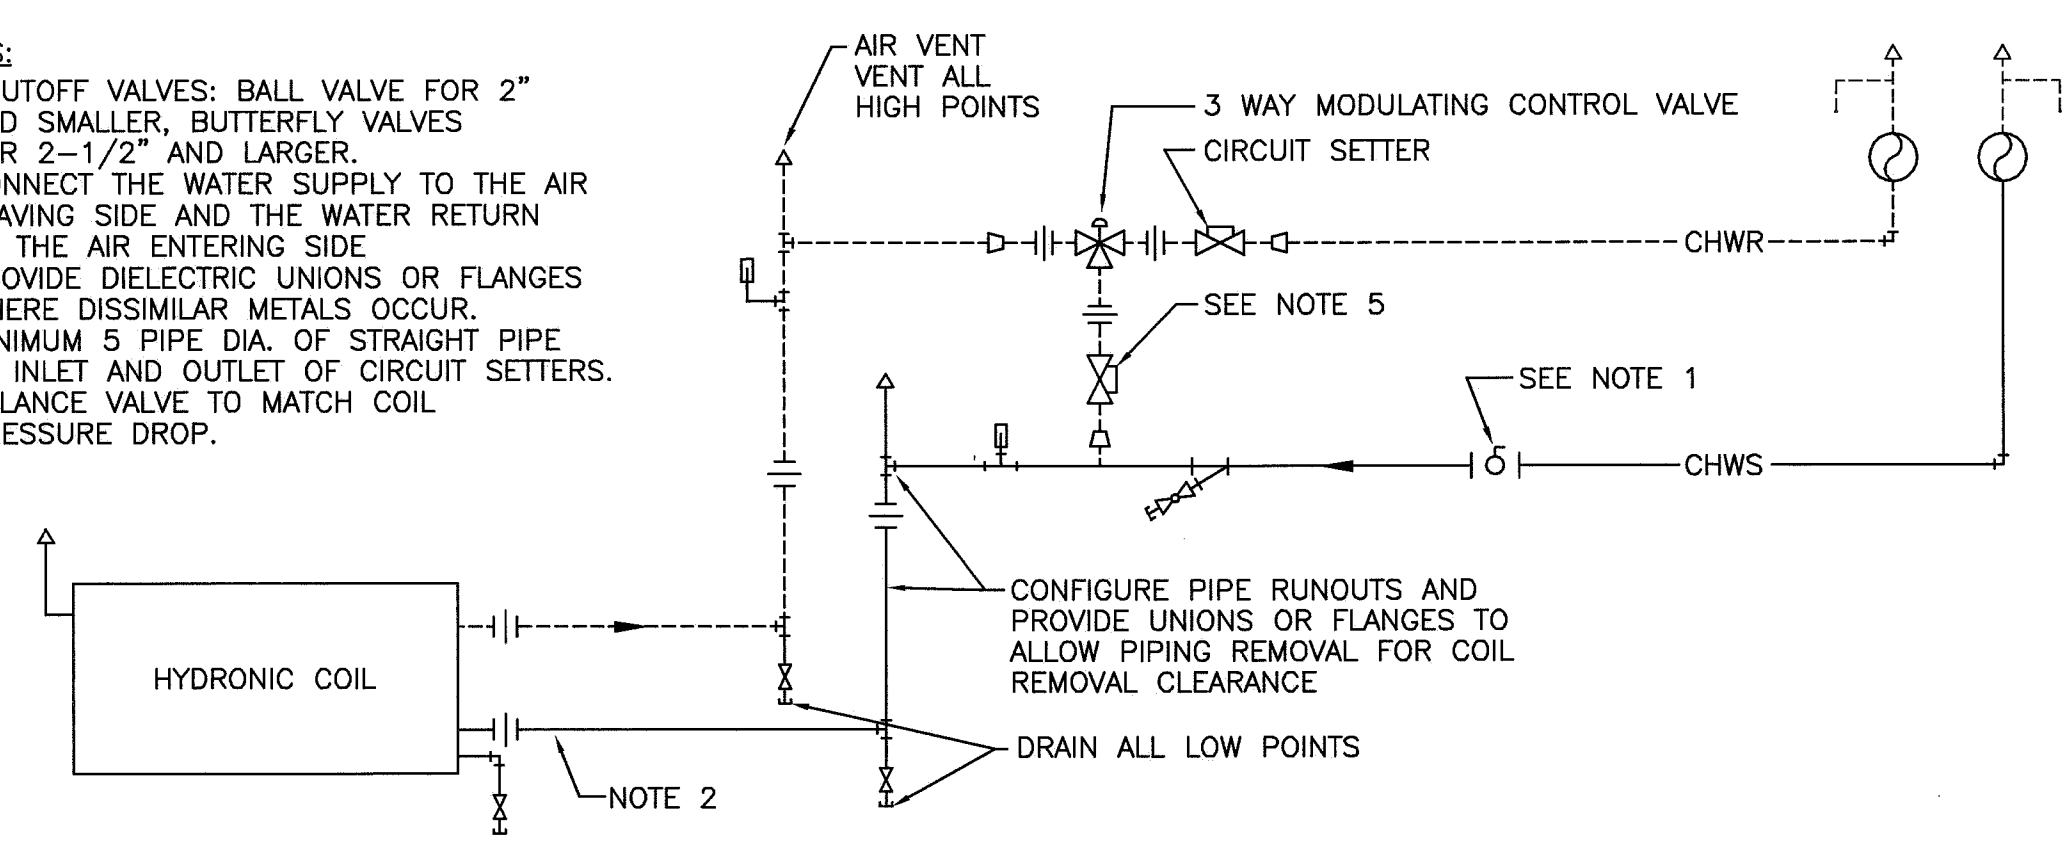 S:
UTOFF VALVES: BALL VALVE FOR 2"
D SMALLER, BUTTERFLY VALVES
R 2-1/2" AND LARGER.
ONNECT THE WATER SUPPLY TO THE AIR
AVING SIDE AND THE WATER RETURN
THE AIR ENTERING SIDE
OVIDE DIELECTRIC UNIONS OR FLANGES
HERE DISSIMILAR METALS OCCUR.
NIMUM 5 PIPE DIA. OF STRAIGHT PIPE
INLET AND OUTLET OF CIRCUIT SETTERS.
LANCE VALVE TO MATCH COIL
ESSURE DROP.
AIR VENT
VENT ALL
HIGH POINTS
3 WAY MODULATING CONTROL VALVE
CIRCUIT SETTER
CHWR
SEE NOTE 5
SEE NOTE 1
CHWS
CONFIGURE PIPE RUNOUTS AND
PROVIDE UNIONS OR FLANGES TO
ALLOW PIPING REMOVAL FOR COIL
REMOVAL CLEARANCE
HYDRONIC COIL
DRAIN ALL LOW POINTS
NOTE 2